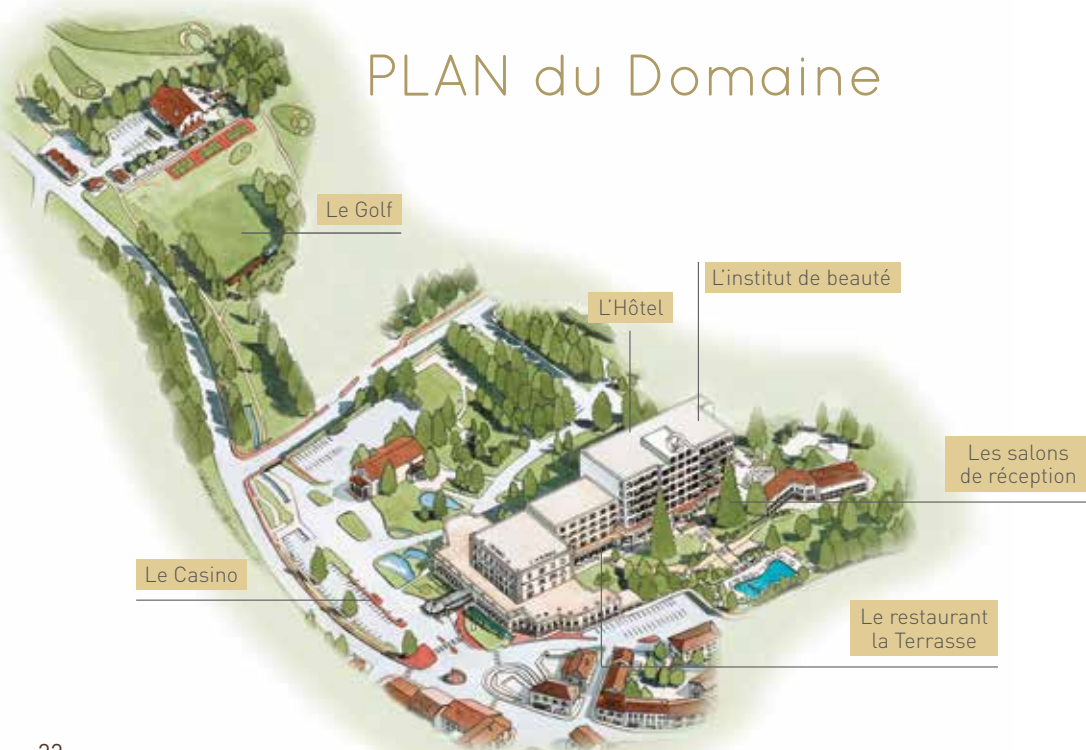 PLAN du Domaine
Le Golf
L'institut de beauté
L'Hôtel
Les salons
de réception
Le Casino
Le restaurant
la Terrasse